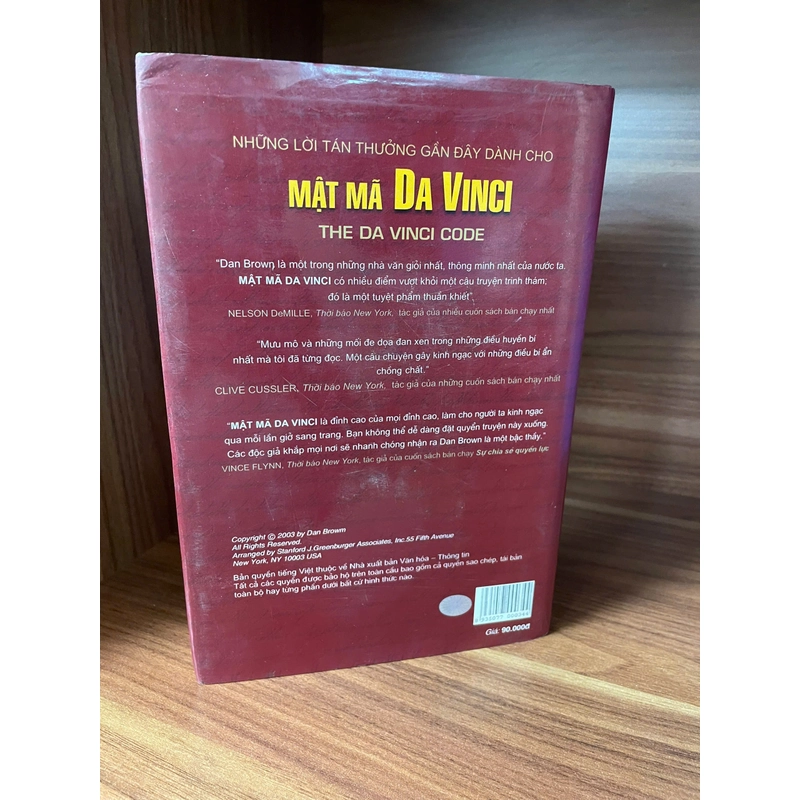 NHỮNG LỜI TÁN THƯỞNG GẦN ĐÂY DÀNH CHO
MẬT MÃ DA VINCI
THE DA VINCI CODE
“Dan Brown là một trong những nhà văn giỏi nhất, thông minh nhất của nước ta.
MẬT MÃ DA VINCI có nhiều điểm vượt khỏi một câu truyện trinh thám;
đó là một tuyệt phẩm thuần khiết”.
NELSON DeMILLE, Thời báo New York, tác giả của nhiều cuốn sách bán chạy nhất
“Mưu mô và những mối đe dọa đan xen trong những điều huyền bí
nhất mà tôi đã từng đọc. Một câu chuyện gây kinh ngạc với những điều bí ẩn
chồng chất.”
CLIVE CUSSLER, Thời báo New York, tác giả của những cuốn sách bán chạy nhất
“MẬT MÃ DA VINCI là đỉnh cao của mọi đỉnh cao, làm cho người ta kinh ngạc
qua mỗi lần giở sang trang. Bạn không thể dễ dàng đặt quyển truyện này xuống.
Các độc giả khắp mọi nơi sẽ nhanh chóng nhận ra Dan Brown là một bậc thầy.”
VINCE FLYNN, Thời báo New York, tác giả của cuốn sách bán chạy Sự chia sẻ quyền lực
Copyright © 2003 by Dan Browm
All Rights Reserved.
Arranged by Stanford J.Greenburger Associates. Inc.55 Fifth Avenue
New York, NY 10003 USA
Bản quyền tiếng Việt thuộc về Nhà xuất bản Văn hóa – Thông tin
Tất cả các quyền được bảo hộ trên toàn cầu bao gồm cả quyền sao chép, tái bản
toàn bộ hay từng phần dưới bất cứ hình thức nào.
Giá: 90.000đ